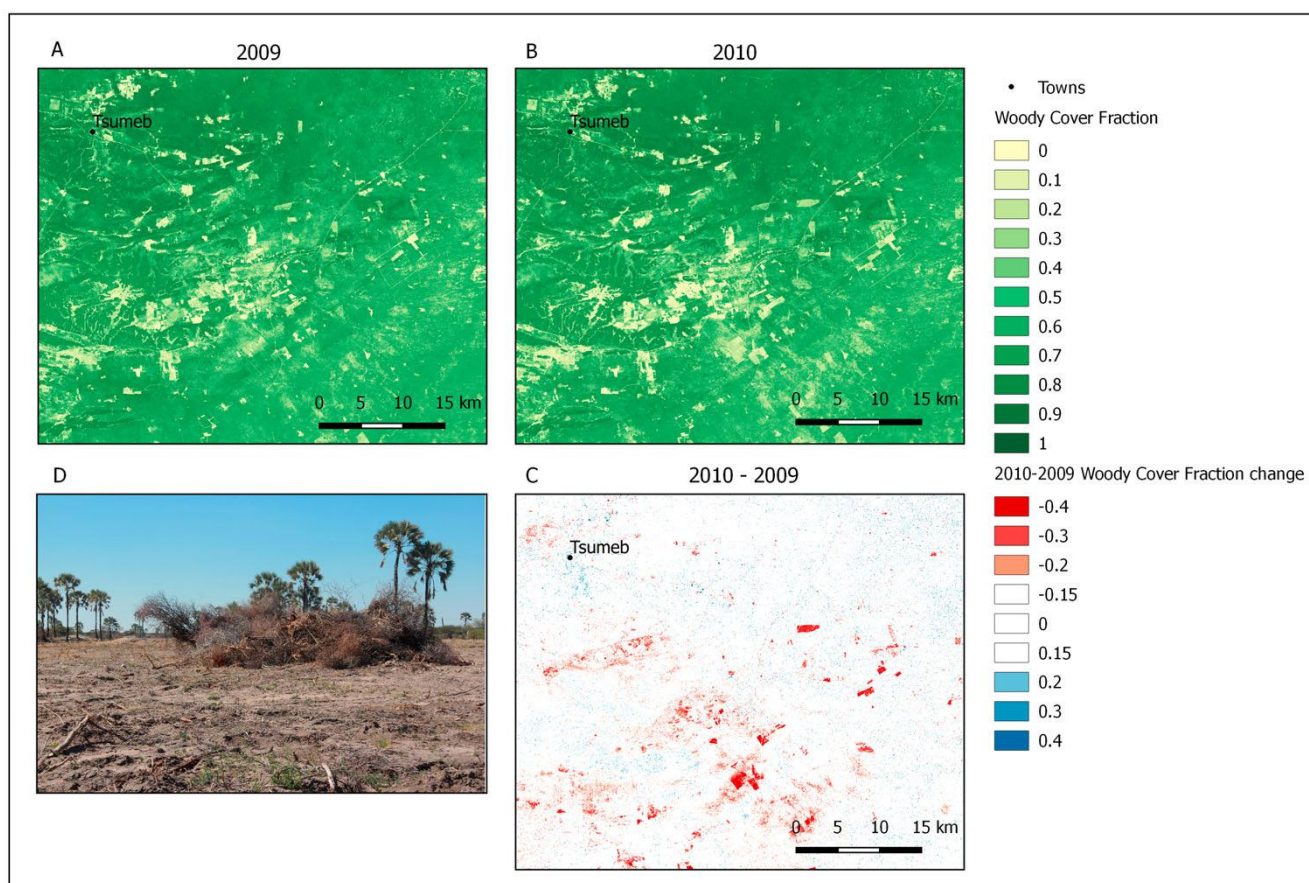 A
2009
Tsumeb
0 5 10 15 km
B
2010
Tsumeb
0 5 10 15 km
Towns
Woody Cover Fraction
0
0.1
0.2
0.3
0.4
0.5
0.6
0.7
0.8
0.9
1
2010-2009 Woody Cover Fraction change
-0.4
-0.3
-0.2
-0.15
0
0.15
0.2
0.3
0.4
D
C
2010 - 2009
Tsumeb
0 5 10 15 km